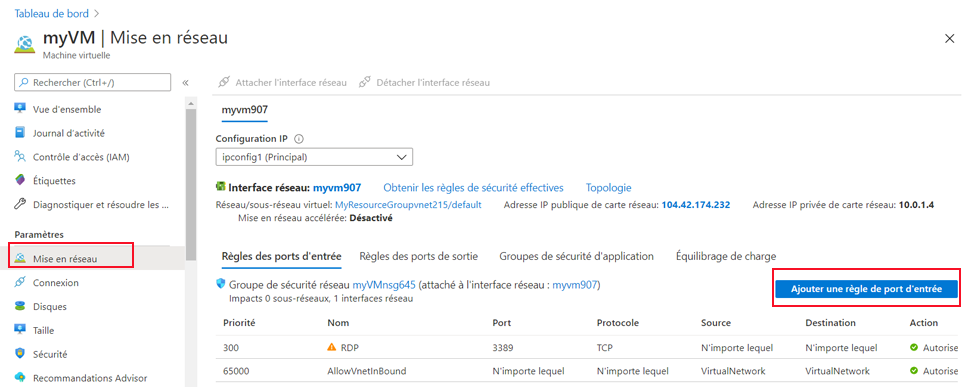 Tableau de bord >
myVM | Mise en réseau
Machine virtuelle
Rechercher (Ctrl+/)
Vue d'ensemble
Journal d'activité
Contrôle d'accès (IAM)
Étiquettes
Diagnostiquer et résoudre les ...
Paramètres
Mise en réseau
Connexion
Disques
Taille
Sécurité
Recommandations Advisor
Attacher l'interface réseau Détacher l'interface réseau
myvm907
Configuration IP
ipconfig1 (Principal)
Interface réseau: myvm907 Obtenir les règles de sécurité effectives Topologie
Réseau/sous-réseau virtuel: MyResourceGroupvnet215/default Adresse IP publique de carte réseau: 104.42.174.232 Adresse IP privée de carte réseau: 10.0.1.4
Mise en réseau accélérée: Désactivé
Règles des ports d'entrée Règles des ports de sortie Groupes de sécurité d'application Équilibrage de charge
Groupe de sécurité réseau myVMnsg645 (attaché à l'interface réseau : myvm907)
Impacts 0 sous-réseaux, 1 interfaces réseau
Ajouter une règle de port d'entrée
Priorité Nom Port Protocole Source Destination Action
300 RDP 3389 TCP N'importe lequel N'importe lequel Autorise
65000 AllowVnetInBound N'importe lequel N'importe lequel VirtualNetwork VirtualNetwork Autorise